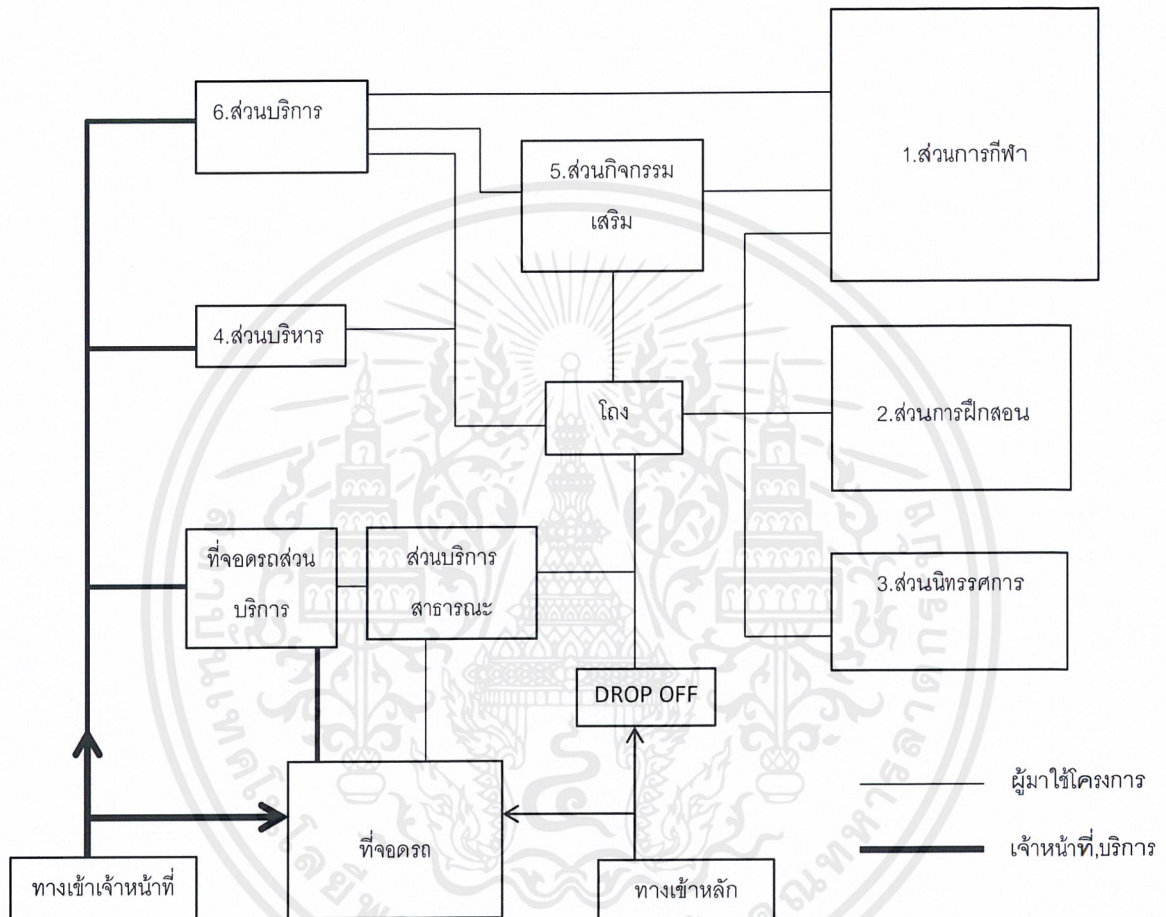 6.ส่วนบริการ
1.ส่วนการกีฬา
5.ส่วนกิจกรรม
เสริม
4.ส่วนบริหาร
โถง
2.ส่วนการฝึกสอน
ที่จอดรถส่วน
บริการ
ส่วนบริการ
สาธารณะ
3.ส่วนนิทรรศการ
DROP OFF
ผู้มาใช้โครงการ
เจ้าหน้าที่,บริการ
ที่จอดรถ
ทางเข้าเจ้าหน้าที่
ทางเข้าหลัก